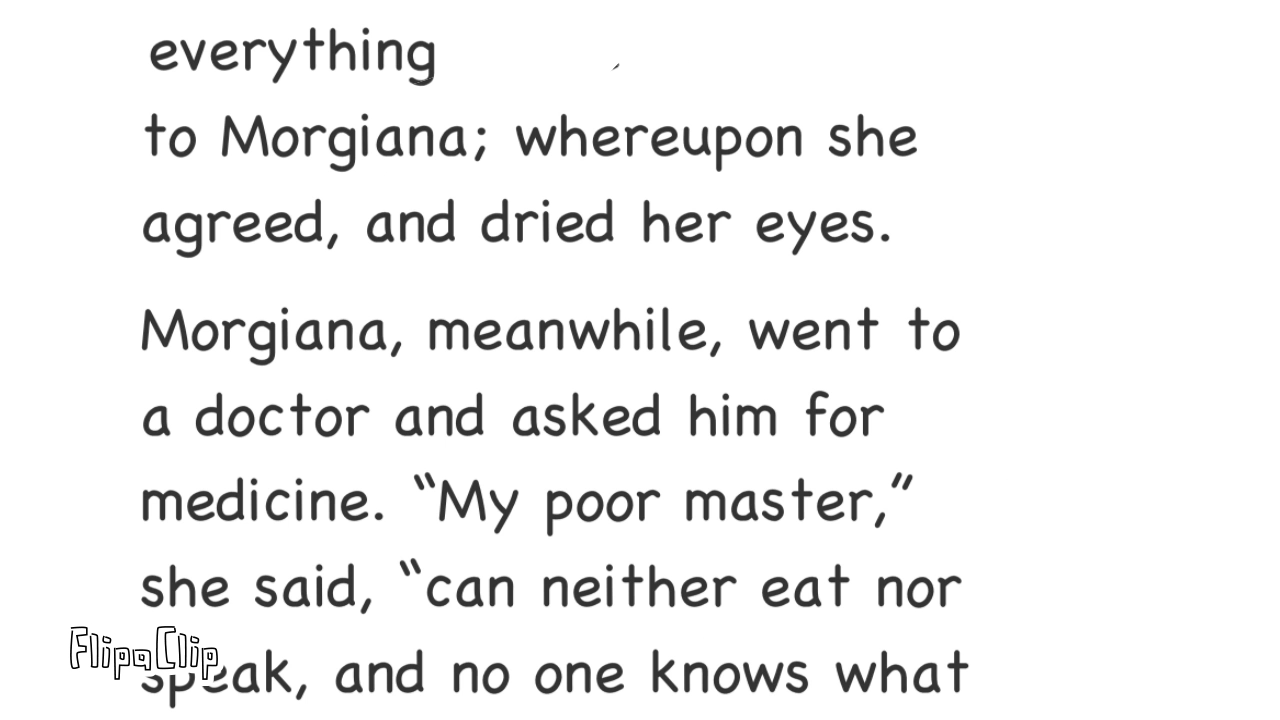 everything
to Morgiana; whereupon she
agreed, and dried her eyes.
Morgiana, meanwhile, went to
a doctor and asked him for
medicine. “My poor master,”
she said, “can neither eat nor
FlipaClip
speak, and no one knows what